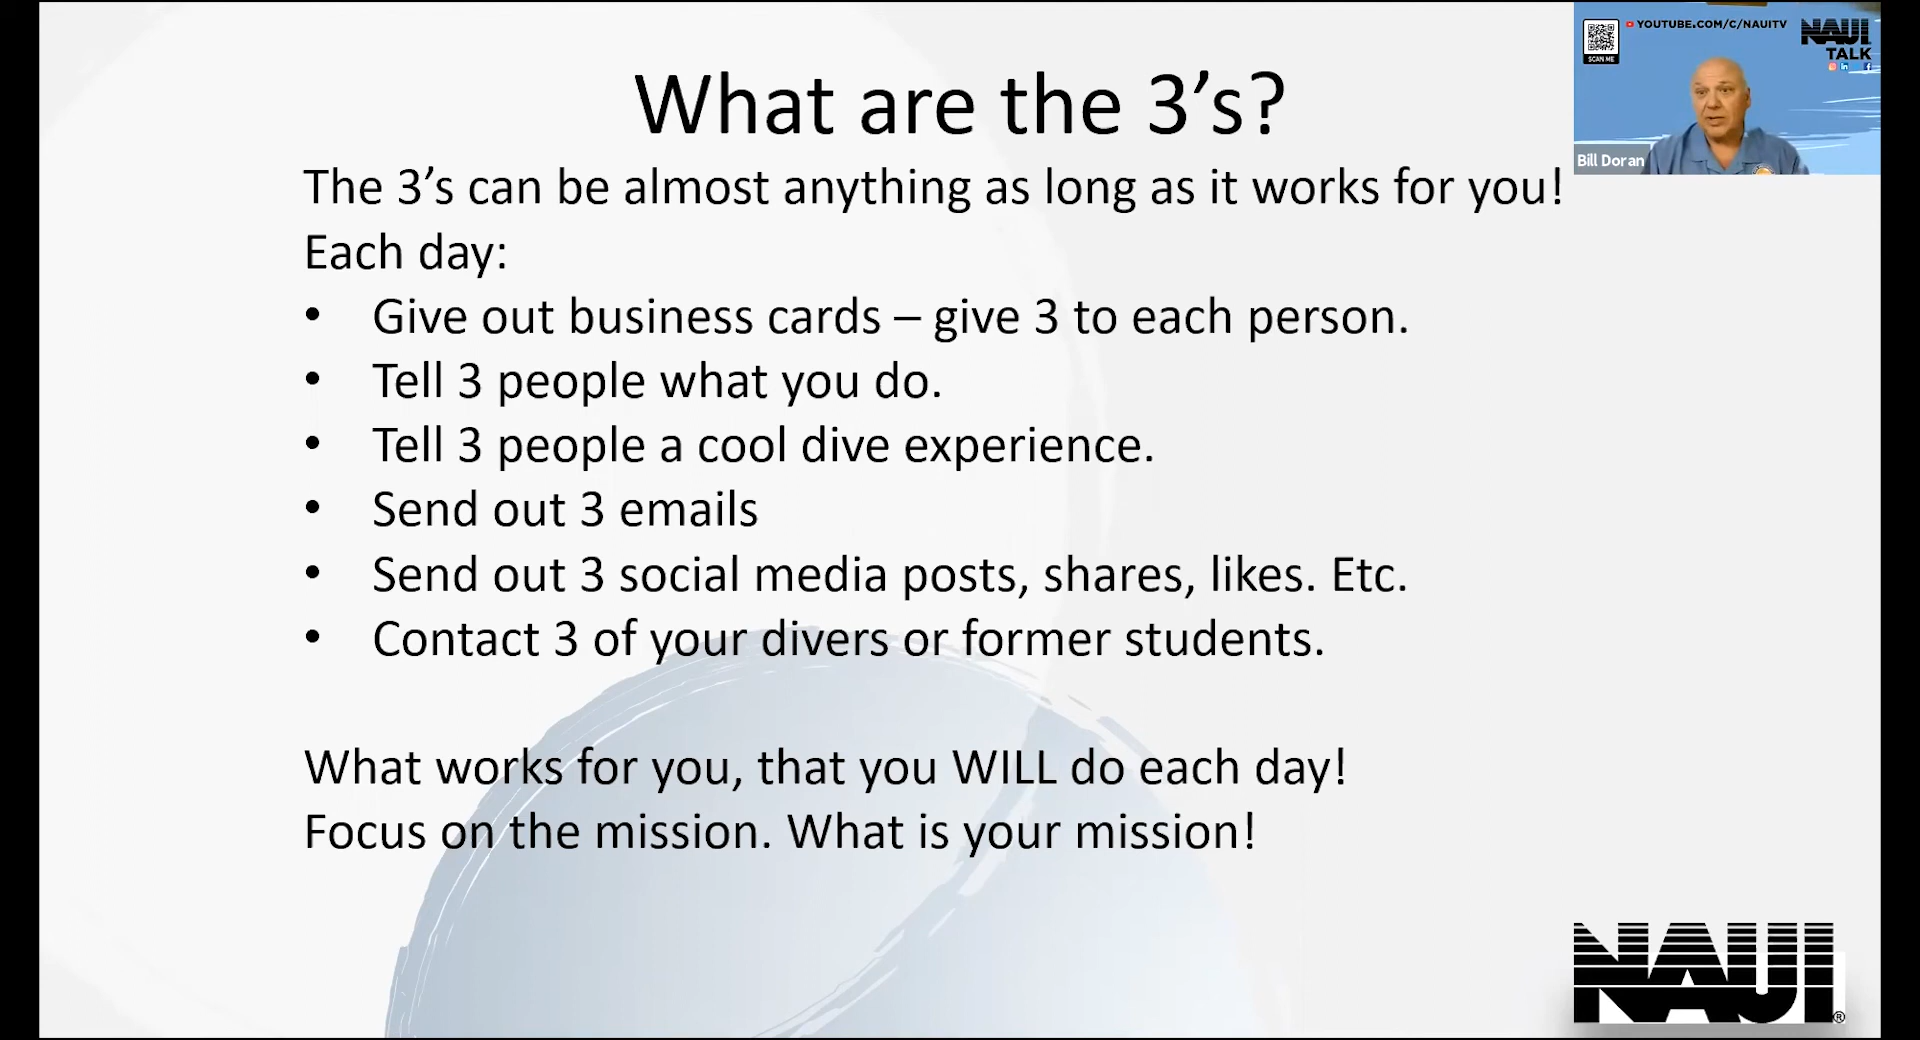 YOUTUBE.COM/C/NAUITV
NAUI
TALK
SCAN ME
Bill Doran
What are the 3’s?
The 3’s can be almost anything as long as it works for you!
Each day:
• Give out business cards – give 3 to each person.
• Tell 3 people what you do.
• Tell 3 people a cool dive experience.
• Send out 3 emails
• Send out 3 social media posts, shares, likes. Etc.
• Contact 3 of your divers or former students.
What works for you, that you WILL do each day!
Focus on the mission. What is your mission!
NAUI®